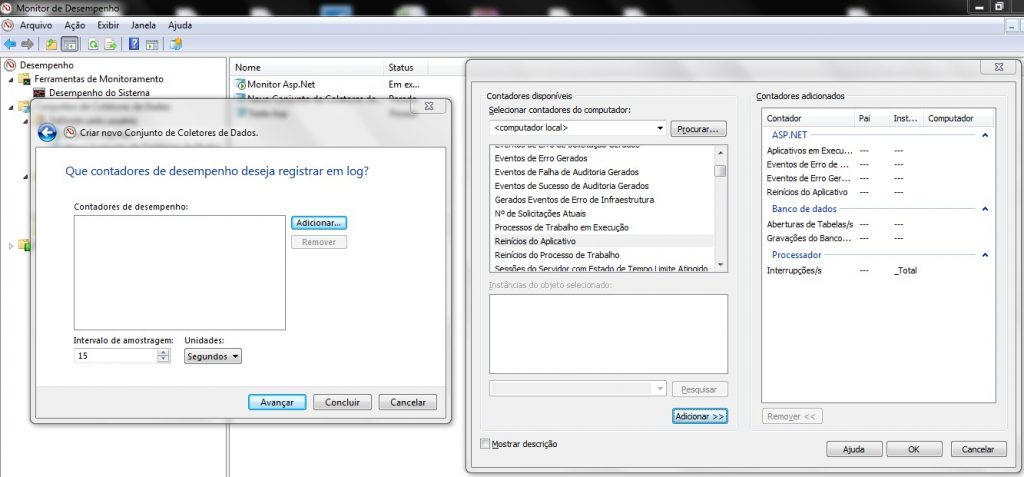 Monitor de Desempenho
Arquivo Ação Exibir Janela Ajuda
Desempenho
Ferramentas de Monitoramento
Desempenho do Sistema
Nome Status
Monitor Asp.Net Em ex...
Criar novo Conjunto de Coletores de Dados.
Que contadores de desempenho deseja registrar em log?
Contadores de desempenho:
Adicionar...
Remover
Intervalo de amostragem: Unidades:
15 Segundos
Avançar Concluir Cancelar
Contadores disponíveis
Selecionar contadores do computador:
<computador local> Procurar...
Eventos de Erro de Solicitação Gerados
Eventos de Erro Gerados
Eventos de Falha de Auditoria Gerados
Eventos de Sucesso de Auditoria Gerados
Gerados Eventos de Erro de Infraestrutura
Nº de Solicitações Atuais
Processos de Trabalho em Execução
Reinícios do Aplicativo
Reinícios do Processo de Trabalho
Sessões do Servidor com Estado de Tempo Limite Atingido
Instâncias do objeto selecionado:
Pesquisar
Adicionar >>
Mostrar descrição
Contadores adicionados
Contador Pai Inst... Computador
ASP.NET
Aplicativos em Execu... --- ---
Eventos de Erro de ... --- ---
Eventos de Erro Ger... --- ---
Reinícios do Aplicativo --- ---
Banco de dados
Aberturas de Tabelas/s --- ---
Gravações do Banco... --- ---
Processador
Interrupções/s --- _Total
Remover <<
Ajuda OK Cancelar